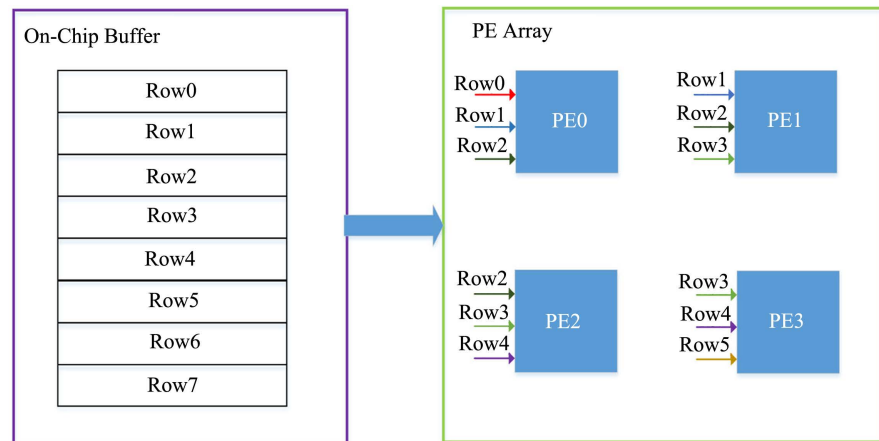 On-Chip Buffer
Row0
Row1
Row2
Row3
Row4
Row5
Row6
Row7
PE Array
Row0
Row1
Row2
PE0
Row1
Row2
Row3
PE1
Row2
Row3
Row4
PE2
Row3
Row4
Row5
PE3